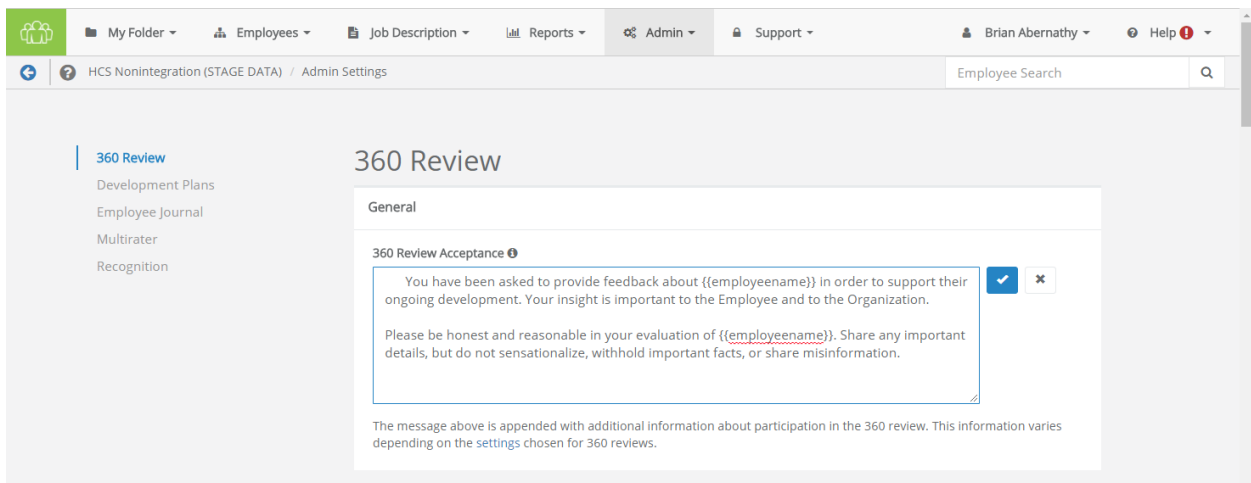 My Folder Employees Job Description Reports Admin Support Brian Abernathy Help
HCS Nonintegration (STAGE DATA) / Admin Settings Employee Search
360 Review
Development Plans
Employee Journal
Multirater
Recognition
360 Review
General
360 Review Acceptance
You have been asked to provide feedback about {{employeename}} in order to support their
ongoing development. Your insight is important to the Employee and to the Organization.
Please be honest and reasonable in your evaluation of {{employeename}}. Share any important
details, but do not sensationalize, withhold important facts, or share misinformation.
The message above is appended with additional information about participation in the 360 review. This information varies
depending on the settings chosen for 360 reviews.